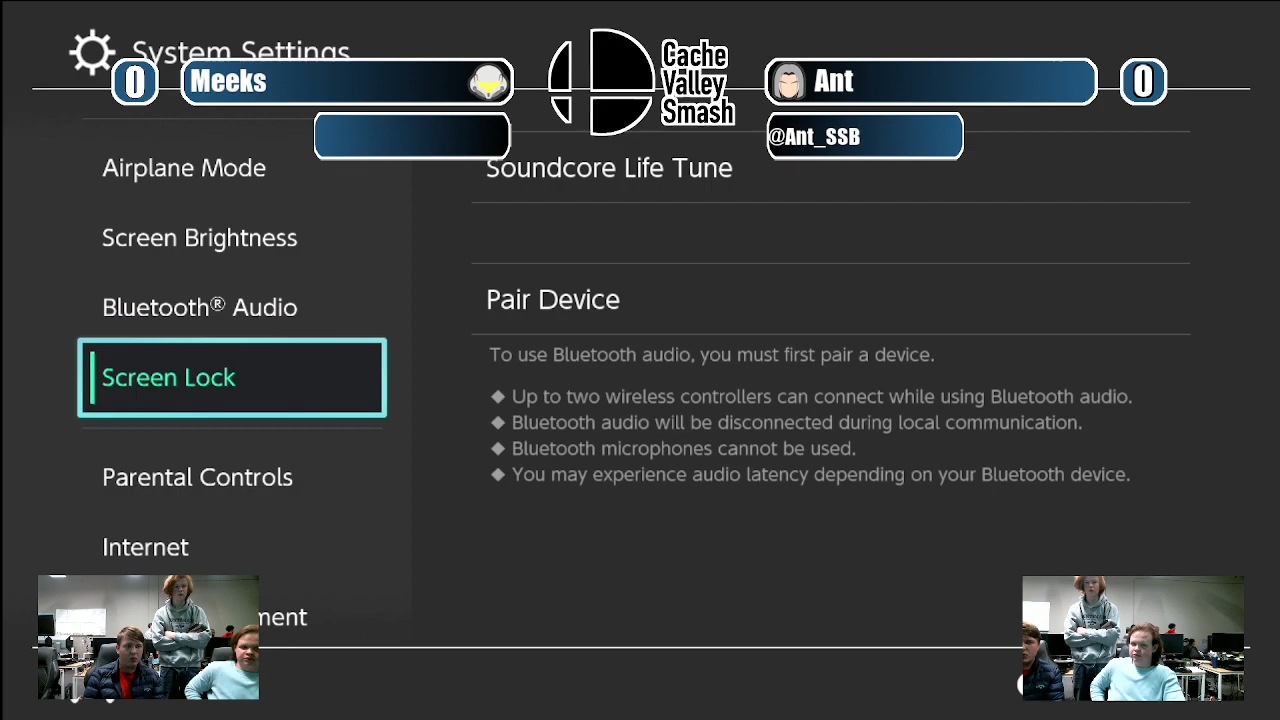 System Settings
0
Meeks
Cache
Valley
Smash
Ant
0
@Ant_SSB
Airplane Mode
Soundcore Life Tune
Screen Brightness
Bluetooth® Audio
Pair Device
Screen Lock
To use Bluetooth audio, you must first pair a device.
◆ Up to two wireless controllers can connect while using Bluetooth audio.
◆ Bluetooth audio will be disconnected during local communication.
◆ Bluetooth microphones cannot be used.
◆ You may experience audio latency depending on your Bluetooth device.
Parental Controls
Internet
ment